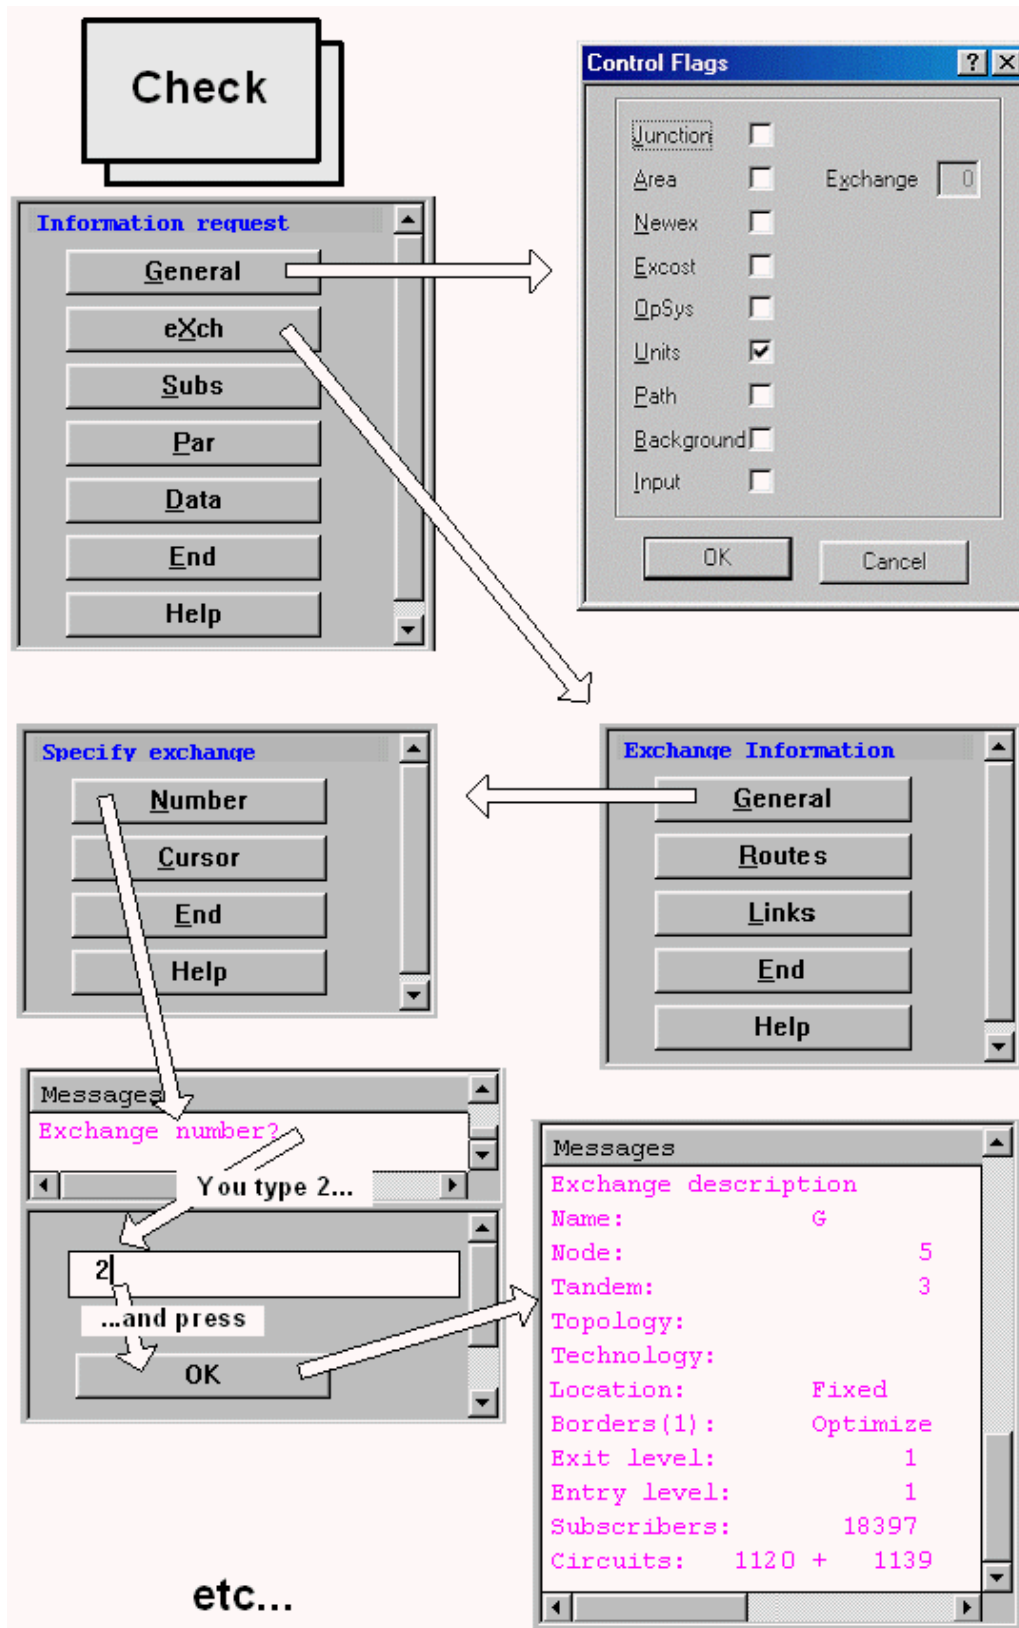 Check
Information request
General
eXch
Subs
Par
Data
End
Help
Control Flags
Junction
Area
Exchange 0
Newex
Excost
OpSys
Units
Path
Background
Input
OK Cancel
Specify exchange
Number
Cursor
End
Help
Exchange Information
General
Routes
Links
End
Help
Messages
Exchange number?
You type 2...
2
...and press
OK
Messages
Exchange description
Name: G
Node: 5
Tandem: 3
Topology:
Technology:
Location: Fixed
Borders(1): Optimize
Exit level: 1
Entry level: 1
Subscribers: 18397
Circuits: 1120 + 1139
etc...